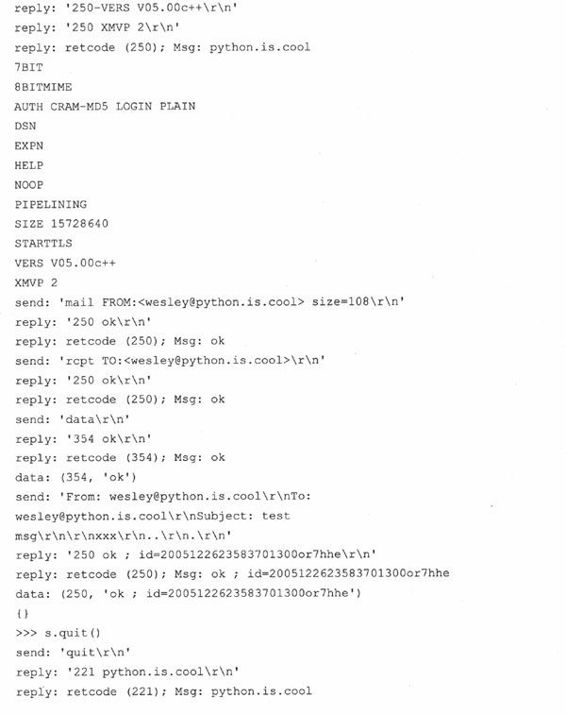 reply: '250-VERS V05.00c++\r\n'
reply: '250 XMVP 2\r\n'
reply: retcode (250); Msg: python.is.cool
7BIT
8BITMIME
AUTH CRAM-MD5 LOGIN PLAIN
DSN
EXPN
HELP
NOOP
PIPELINING
SIZE 15728640
STARTTLS
VERS V05.00c++
XMVP 2
send: 'mail FROM:<wesley@python.is.cool> size=108\r\n'
reply: '250 ok\r\n'
reply: retcode (250); Msg: ok
send: 'rcpt TO:<wesley@python.is.cool>\r\n'
reply: '250 ok\r\n'
reply: retcode (250); Msg: ok
send: 'data\r\n'
reply: '354 ok\r\n'
reply: retcode (354); Msg: ok
data: (354, 'ok')
send: 'From: wesley@python.is.cool\r\nTo:
wesley@python.is.cool\r\nSubject: test
msg\r\n\r\nxxx\r\n..\r\n.\r\n'
reply: '250 ok ; id=2005122623583701300or7hhe\r\n'
reply: retcode (250); Msg: ok ; id=2005122623583701300or7hhe
data: (250, 'ok ; id=2005122623583701300or7hhe')
{}
>>> s.quit()
send: 'quit\r\n'
reply: '221 python.is.cool\r\n'
reply: retcode (221); Msg: python.is.cool